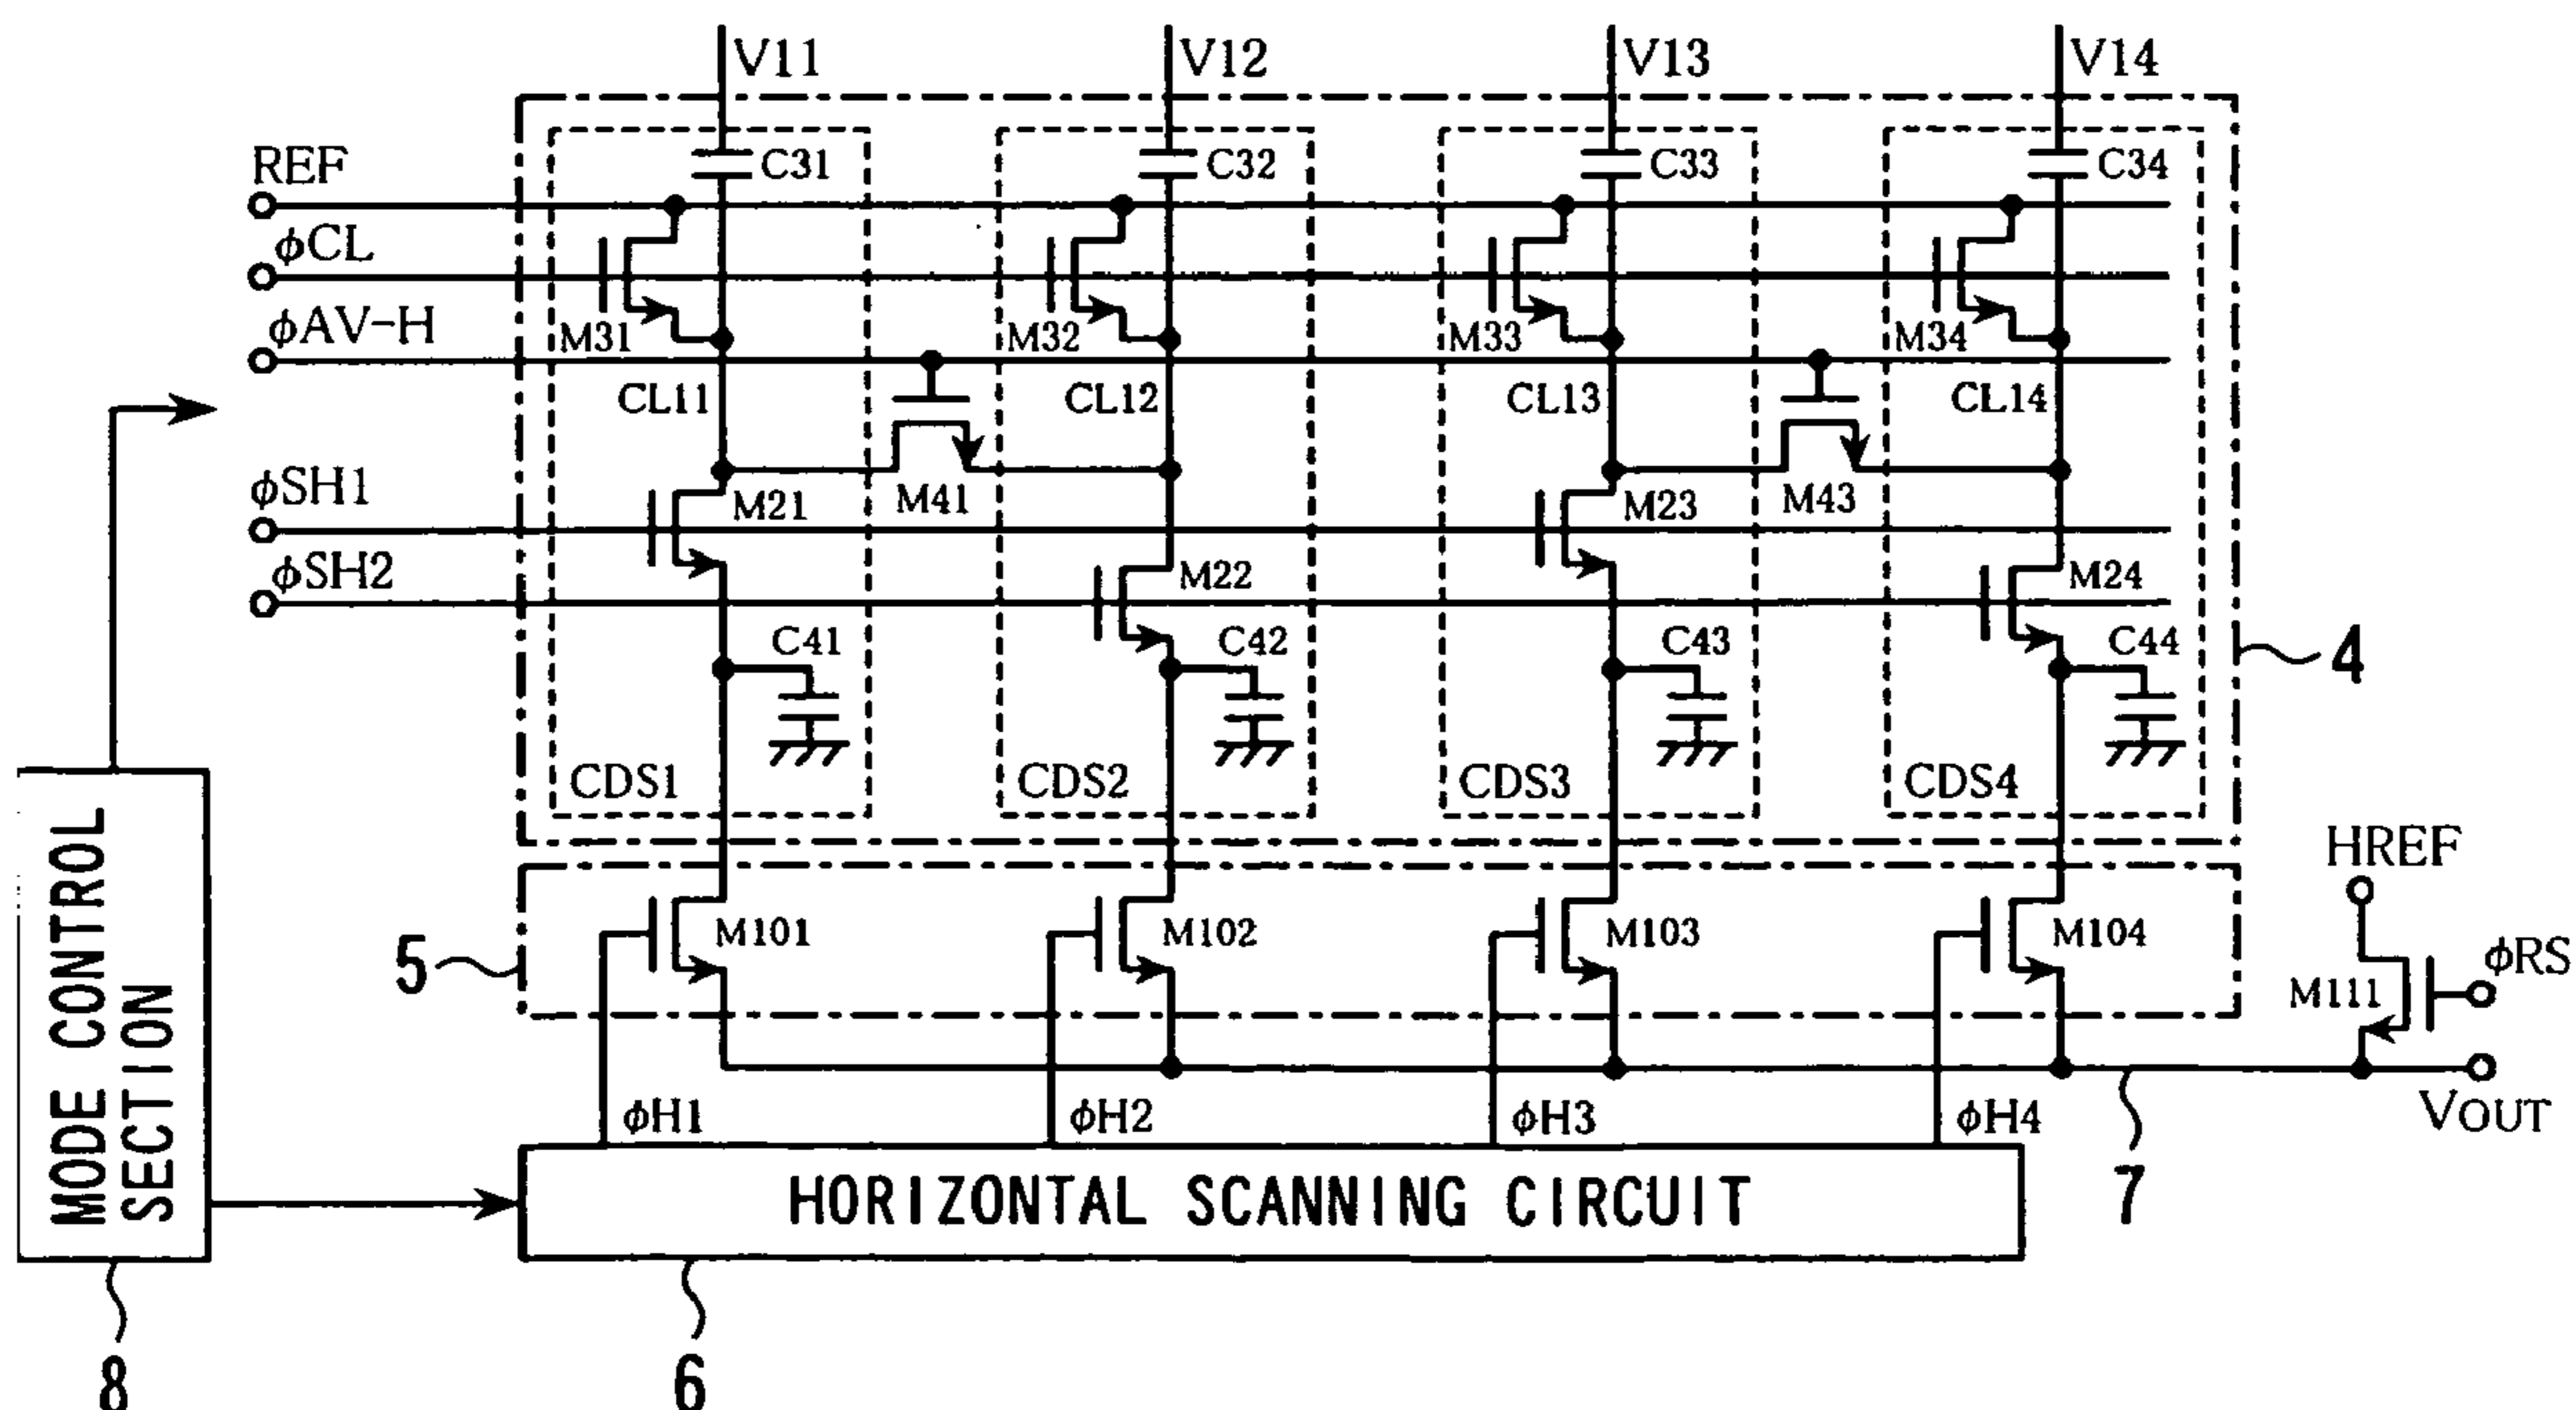 V11 V12 V13 V14
REF C31 C32 C33 C34
φCL
φAV-H M31 M32 M33 M34
CL11 CL12 CL13 CL14
φSH1 M21 M41 M23 M43
φSH2 M22 M24
C41 C42 C43 C44
4
CDS1 CDS2 CDS3 CDS4
MODE CONTROL
SECTION
HREF
5 M101 M102 M103 M104
φRS
M111
VOUT
φH1 φH2 φH3 φH4
HORIZONTAL SCANNING CIRCUIT
7
8 6